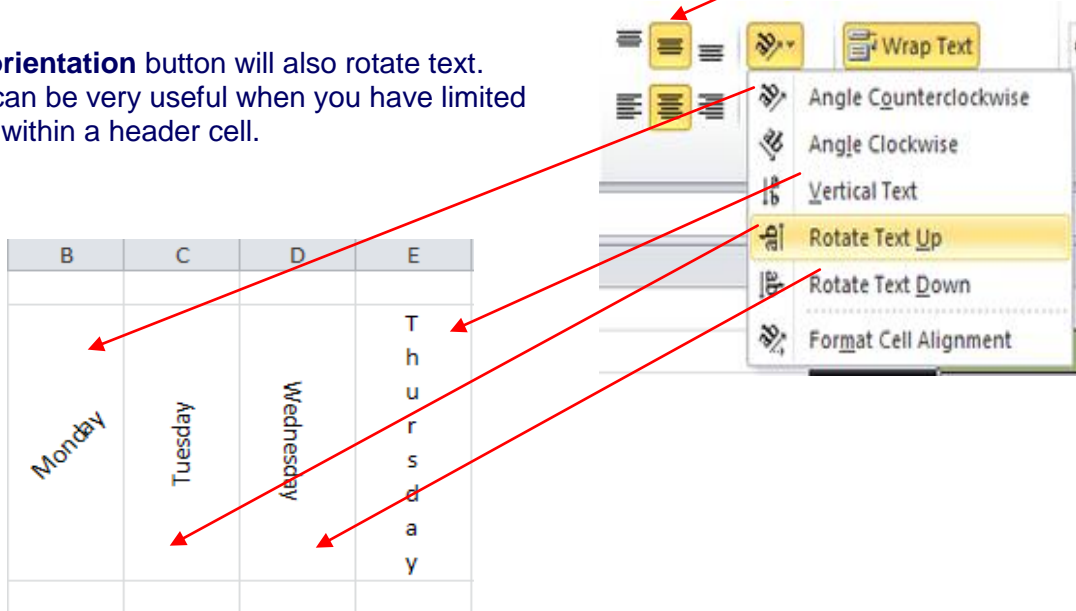 orientation button will also rotate text.
can be very useful when you have limited
within a header cell.
Wrap Text
Angle Counterclockwise
Angle Clockwise
Vertical Text
Rotate Text Up
Rotate Text Down
Format Cell Alignment
B C D E
Monday
Tuesday
Wednesday
T
h
u
r
s
d
a
y